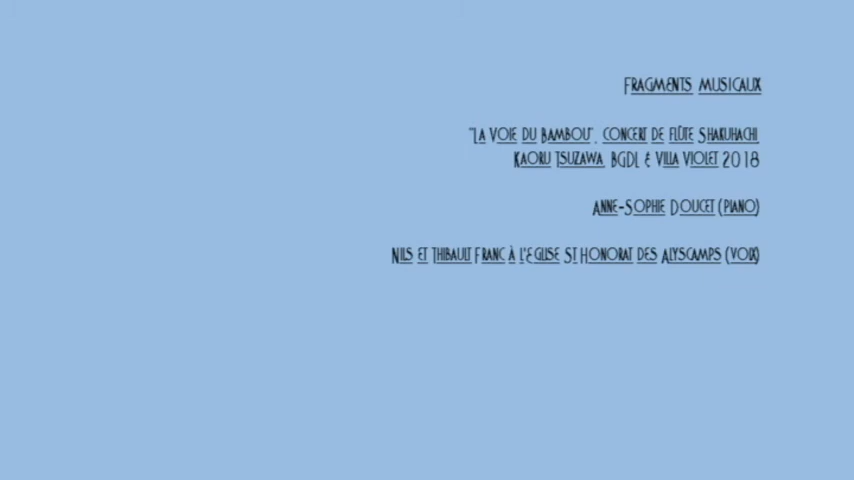 Fragments musicaux
"La Voie du Bambou", concert de flûte Shakuhachi,
Kaoru Tsuzawa, BGDL & Villa Violet 2018
Anne-Sophie Doucet (piano)
Nils et Thibault Franc à l'Eglise St Honorat des Alyscamps (voix)